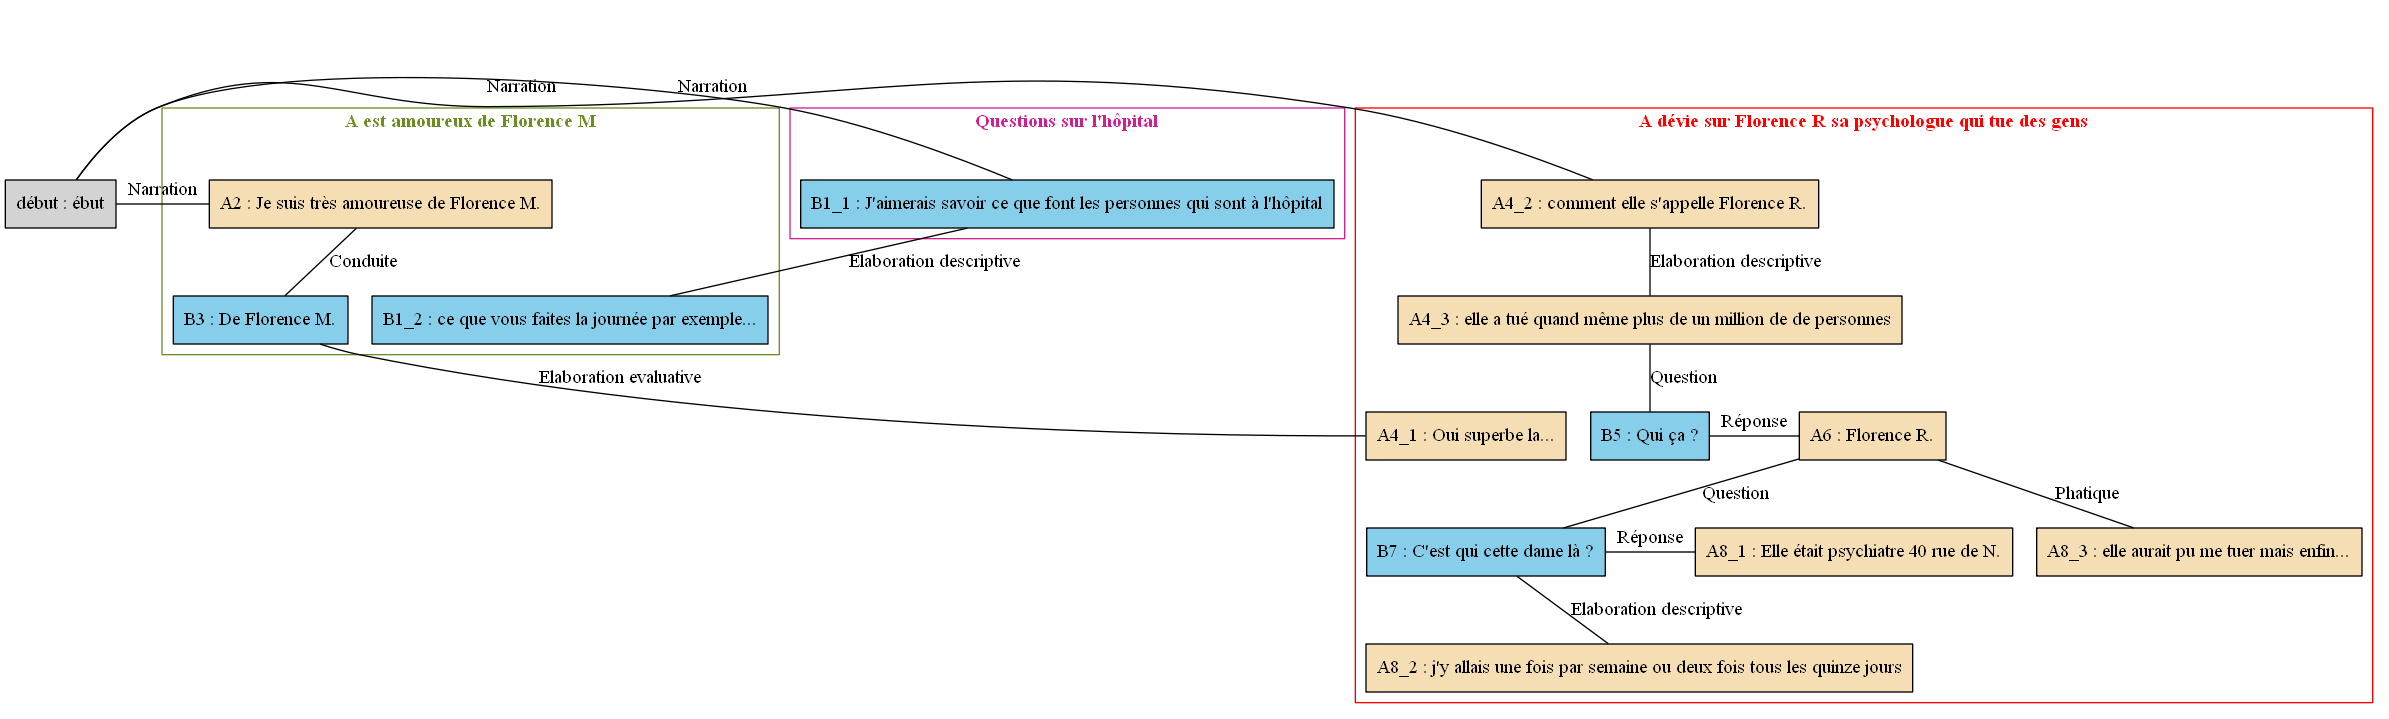 Narration
Narration
A est amoureux de Florence M
Questions sur l'hôpital
A dévie sur Florence R sa psychologue qui tue des gens
début : ébut
Narration
A2 : Je suis très amoureuse de Florence M.
B1_1 : J'aimerais savoir ce que font les personnes qui sont à l'hôpital
A4_2 : comment elle s'appelle Florence R.
Conduite
Elaboration descriptive
Elaboration descriptive
B3 : De Florence M.
B1_2 : ce que vous faites la journée par exemple...
A4_3 : elle a tué quand même plus de un million de de personnes
Elaboration evaluative
Question
A4_1 : Oui superbe la...
B5 : Qui ça ?
Réponse
A6 : Florence R.
Question
Phatique
B7 : C'est qui cette dame là ?
Réponse
A8_1 : Elle était psychiatre 40 rue de N.
A8_3 : elle aurait pu me tuer mais enfin...
Elaboration descriptive
A8_2 : j'y allais une fois par semaine ou deux fois tous les quinze jours